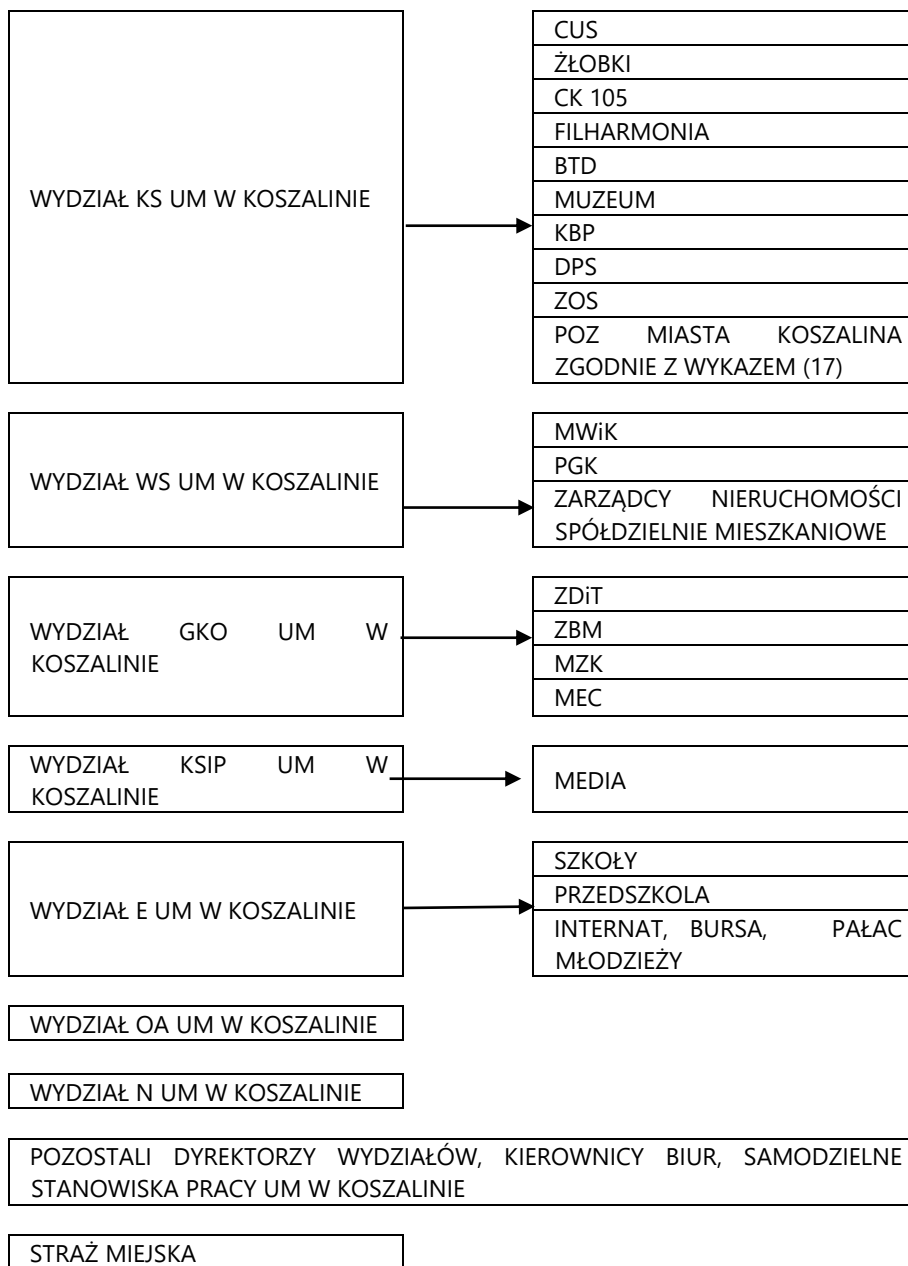 WYDZIAŁ KS UM W KOSZALINIE
CUS
ŻŁOBKI
CK 105
FILHARMONIA
BTD
MUZEUM
KBP
DPS
ZOS
POZ MIASTA KOSZALINA
ZGODNIE Z WYKAZEM (17)
WYDZIAŁ WS UM W KOSZALINIE
MWiK
PGK
ZARZĄDCY NIERUCHOMOŚCI
SPÓŁDZIELNIE MIESZKANIOWE
WYDZIAŁ GKO UM W
KOSZALINIE
ZDiT
ZBM
MZK
MEC
WYDZIAŁ KSIP UM W
KOSZALINIE
MEDIA
WYDZIAŁ E UM W KOSZALINIE
SZKOŁY
PRZEDSZKOLA
INTERNAT, BURSA, PAŁAC
MŁODZIEŻY
WYDZIAŁ OA UM W KOSZALINIE
WYDZIAŁ N UM W KOSZALINIE
POZOSTALI DYREKTORZY WYDZIAŁÓW, KIEROWNICY BIUR, SAMODZIELNE
STANOWISKA PRACY UM W KOSZALINIE
STRAŻ MIEJSKA